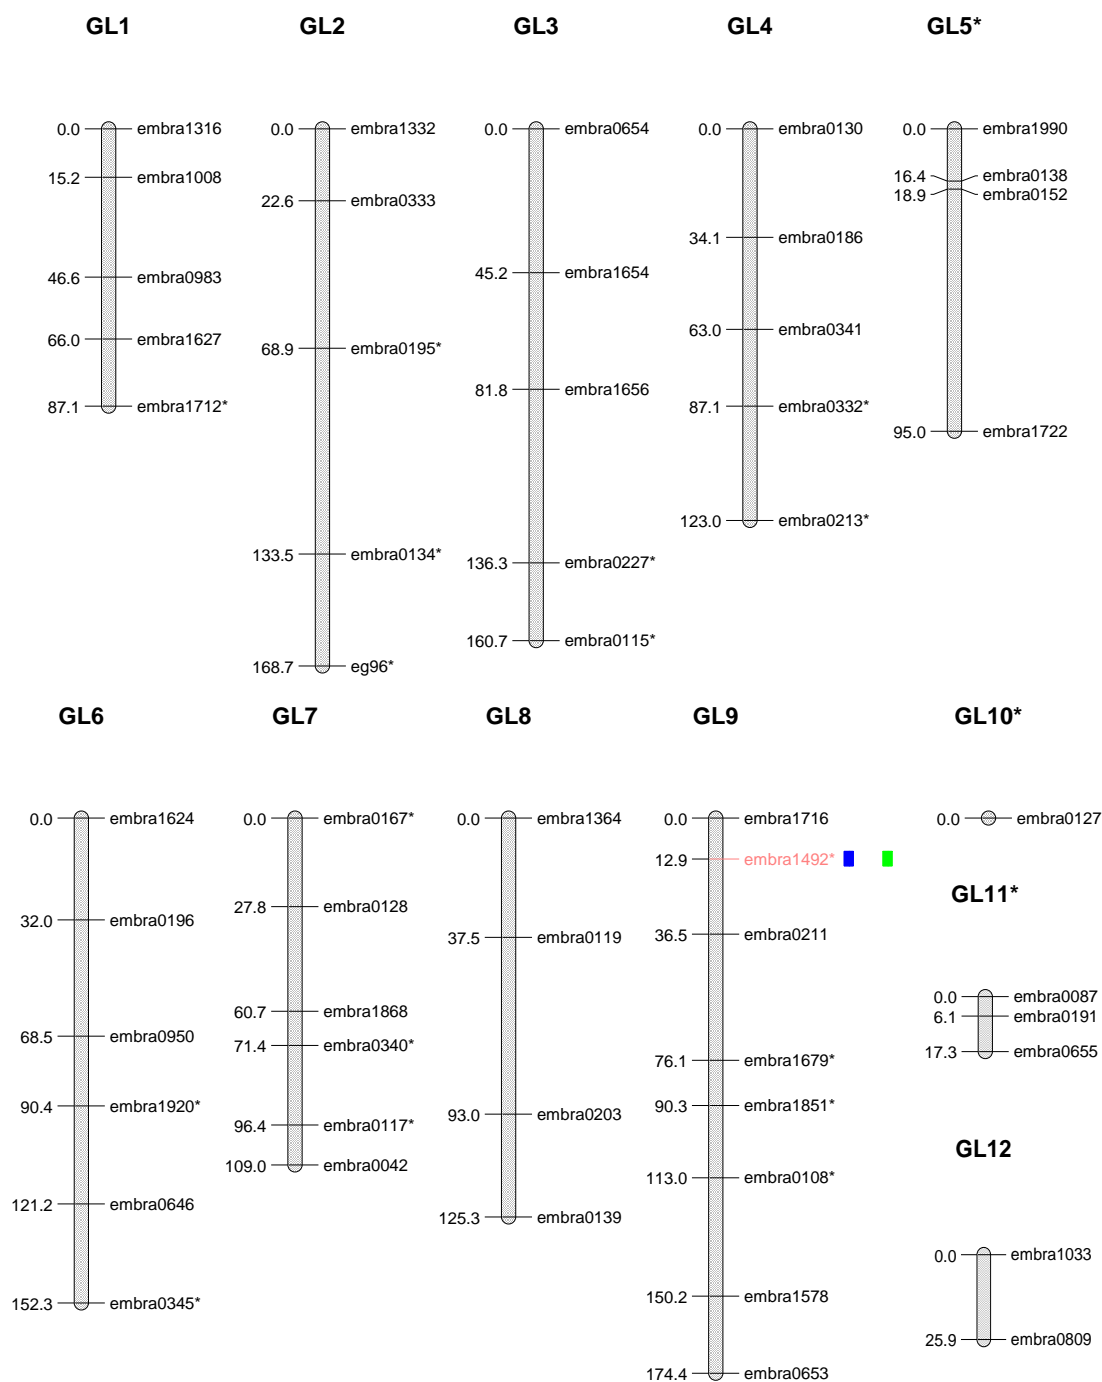 GL1 GL2 GL3 GL4 GL5*
0.0 embra1316
15.2 embra1008
46.6 embra0983
66.0 embra1627
87.1 embra1712*
0.0 embra1332
22.6 embra0333
68.9 embra0195*
133.5 embra0134*
168.7 eg96*
0.0 embra0654
45.2 embra1654
81.8 embra1656
136.3 embra0227*
160.7 embra0115*
0.0 embra0130
34.1 embra0186
63.0 embra0341
87.1 embra0332*
123.0 embra0213*
0.0 embra1990
16.4 embra0138
18.9 embra0152
95.0 embra1722
GL6 GL7 GL8 GL9 GL10*
0.0 embra1624
32.0 embra0196
68.5 embra0950
90.4 embra1920*
121.2 embra0646
152.3 embra0345*
0.0 embra0167*
27.8 embra0128
60.7 embra1868
71.4 embra0340*
96.4 embra0117*
109.0 embra0042
0.0 embra1364
37.5 embra0119
93.0 embra0203
125.3 embra0139
0.0 embra1716
12.9 embra1492*
36.5 embra0211
76.1 embra1679*
90.3 embra1851*
113.0 embra0108*
150.2 embra1578
174.4 embra0653
0.0 embra0127
GL11*
0.0 embra0087
6.1 embra0191
17.3 embra0655
GL12
0.0 embra1033
25.9 embra0809